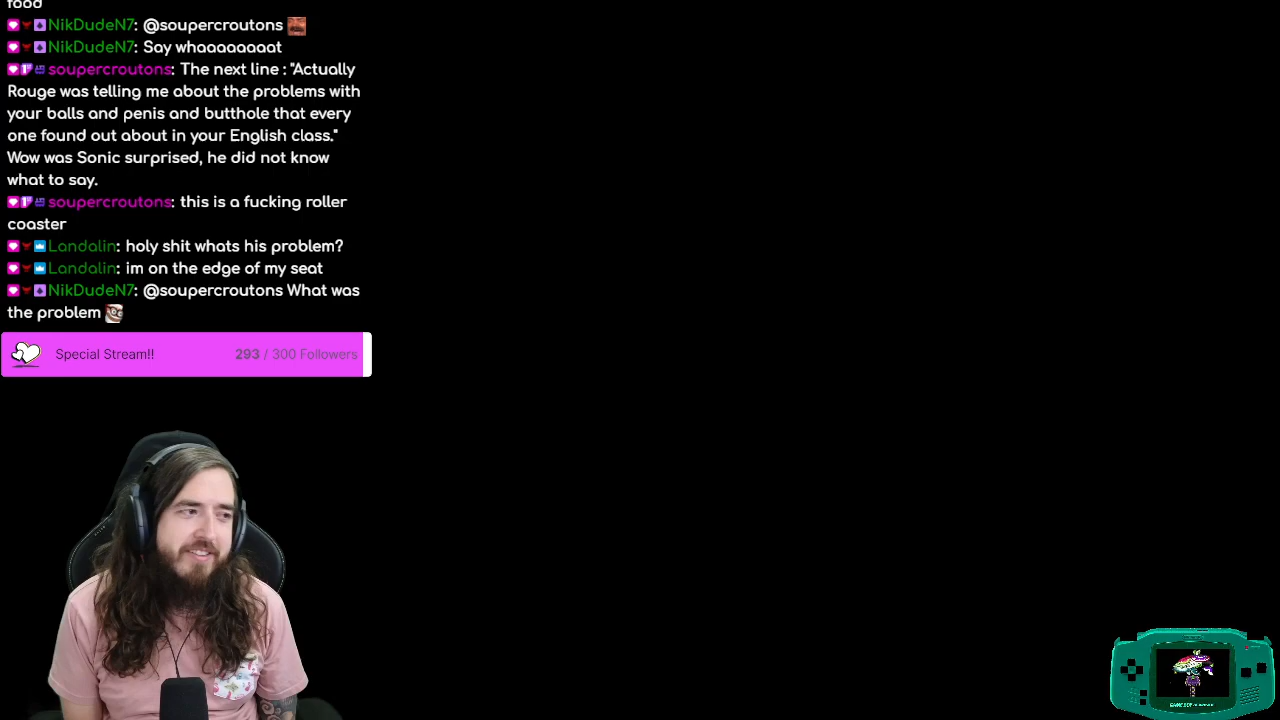 food
NikDudeN7: @soupercroutons
NikDudeN7: Say whaaaaaaat
soupercroutons: The next line : "Actually
Rouge was telling me about the problems with
your balls and penis and butthole that every
one found out about in your English class."
Wow was Sonic surprised, he did not know
what to say.
soupercroutons: this is a fucking roller
coaster
Landalin: holy shit whats his problem?
Landalin: im on the edge of my seat
NikDudeN7: @soupercroutons What was
the problem
Special Stream!! 293 / 300 Followers